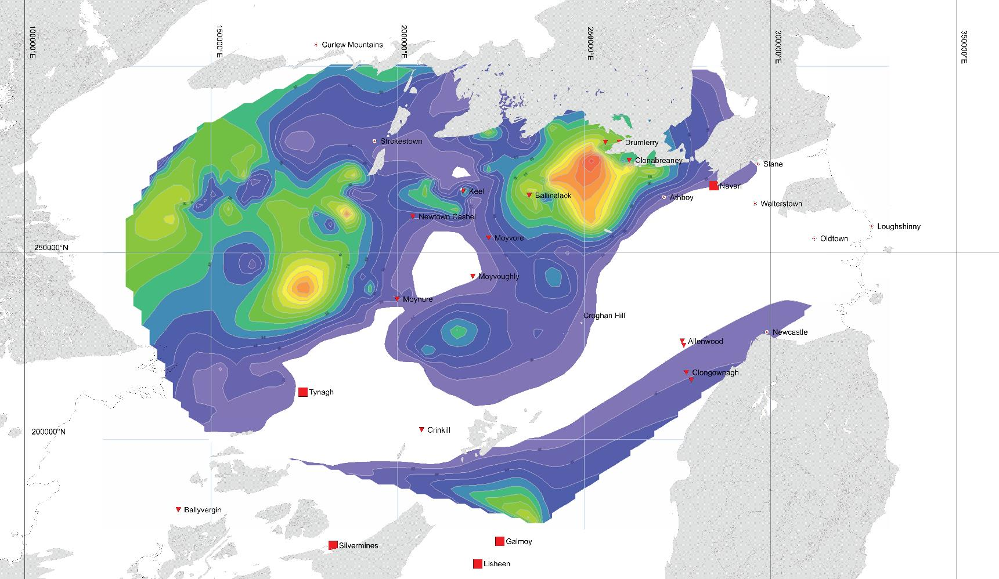 100000°E
150000°E
200000°E
250000°E
300000°E
350000°E
Curlew Mountains
Strokestown
Drumlerry
Clonabreaney
Slane
Navan
Keel
Ballinalack
Athboy
Walterstown
Newtown Cashel
Loughshinny
Moyvore
Oldtown
250000°N
Moyvoughly
Moynure
Croghan Hill
Newcastle
Allenwood
Clongownagh
Tynagh
Crinkill
200000°N
Ballyvergin
Galmoy
Silvermines
Lisheen